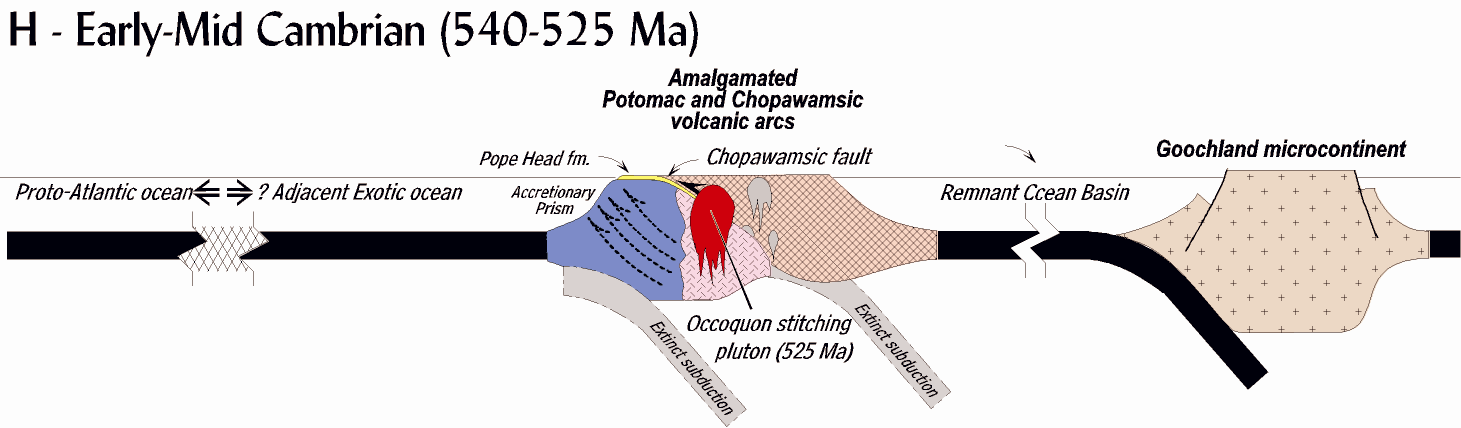 H - Early-Mid Cambrian (540-525 Ma)
Amalgamated
Potomac and Chopawamsic
volcanic arcs
Pope Head fm.
Chopawamsic fault
Goochland microcontinent
Proto-Atlantic ocean
? Adjacent Exotic ocean
Accretionary
Prism
Remnant Ccean Basin
Occoquon stitching
pluton (525 Ma)
Extinct subduction
Extinct subduction